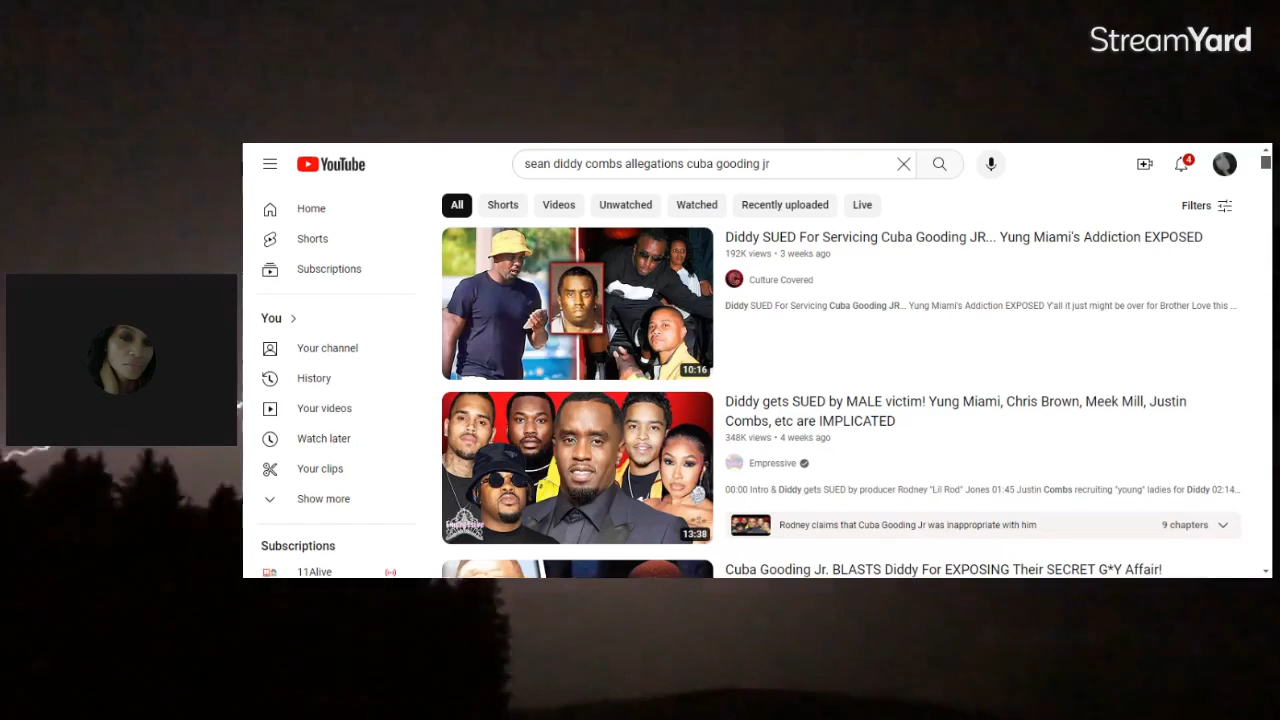 StreamYard
YouTube
sean diddy combs allegations cuba gooding jr
4
Home
Shorts
Subscriptions
You
Your channel
History
Your videos
Watch later
Your clips
Show more
Subscriptions
11Alive
All
Shorts
Videos
Unwatched
Watched
Recently uploaded
Live
Filters
10:16
Diddy SUED For Servicing Cuba Gooding JR... Yung Miami's Addiction EXPOSED
192K views • 3 weeks ago
Culture Covered
Diddy SUED For Servicing Cuba Gooding JR... Yung Miami's Addiction EXPOSED Y'all it just might be over for Brother Love this ...
Empressive
13:38
Diddy gets SUED by MALE victim! Yung Miami, Chris Brown, Meek Mill, Justin
Combs, etc are IMPLICATED
348K views • 4 weeks ago
Empressive
00:00 Intro & Diddy gets SUED by producer Rodney "Lil Rod" Jones 01:45 Justin Combs recruiting "young" ladies for Diddy 02:14...
Rodney claims that Cuba Gooding Jr was inappropriate with him
9 chapters
Cuba Gooding Jr. BLASTS Diddy For EXPOSING Their SECRET G*Y Affair!